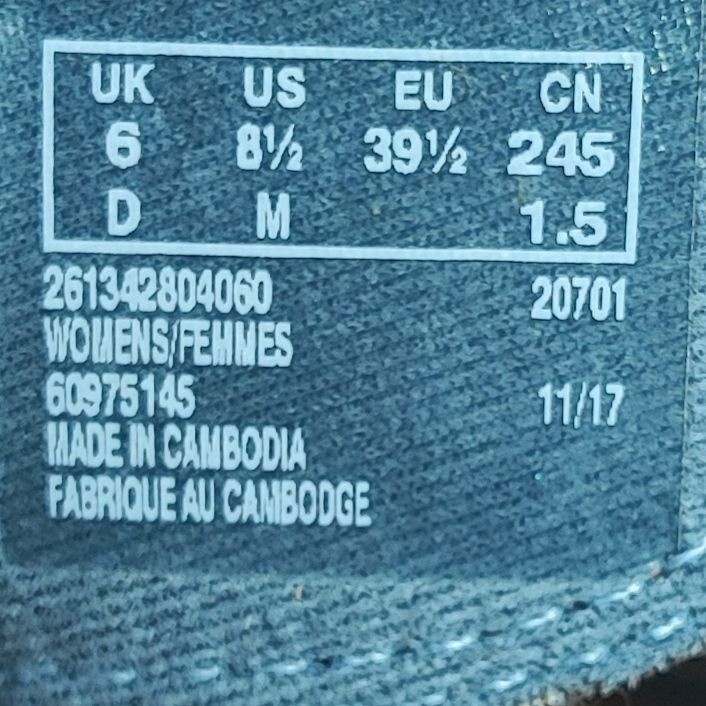 UK US EU CN
6 8½ 39½ 245
D M 1.5
261342804060 20701
WOMENS/FEMMES
60975145 11/17
MADE IN CAMBODIA
FABRIQUE AU CAMBODGE